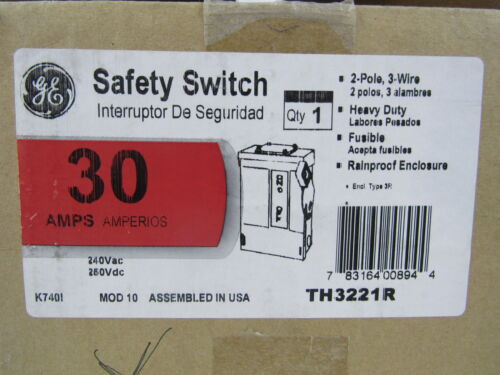 GE
Safety Switch
Interruptor De Seguridad
Qty 1
2-Pole, 3-Wire
2 polos, 3 alambres
Heavy Duty
Labores Pesados
Fusible
Acepta fusibles
Rainproof Enclosure
Encl. Type 3R
30
AMPS AMPERIOS
240Vac
250Vdc
K740I MOD 10 ASSEMBLED IN USA
TH3221R
7 83164 00894 4